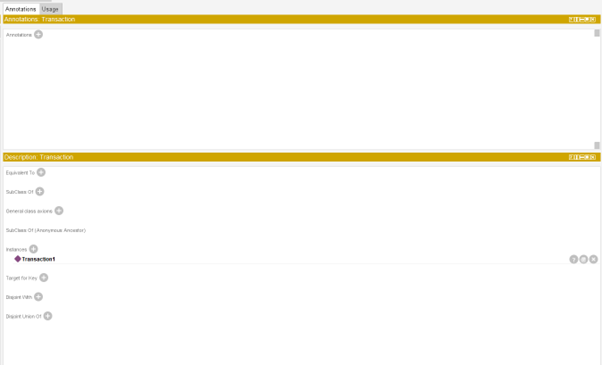 Annotations Usage
Annotations: Transaction
Annotations
Description: Transaction
Equivalent To
SubClass Of
General class axioms
SubClass Of (Anonymous Ancestor)
Instances
Transaction1
Target for Key
Disjoint With
Disjoint Union Of